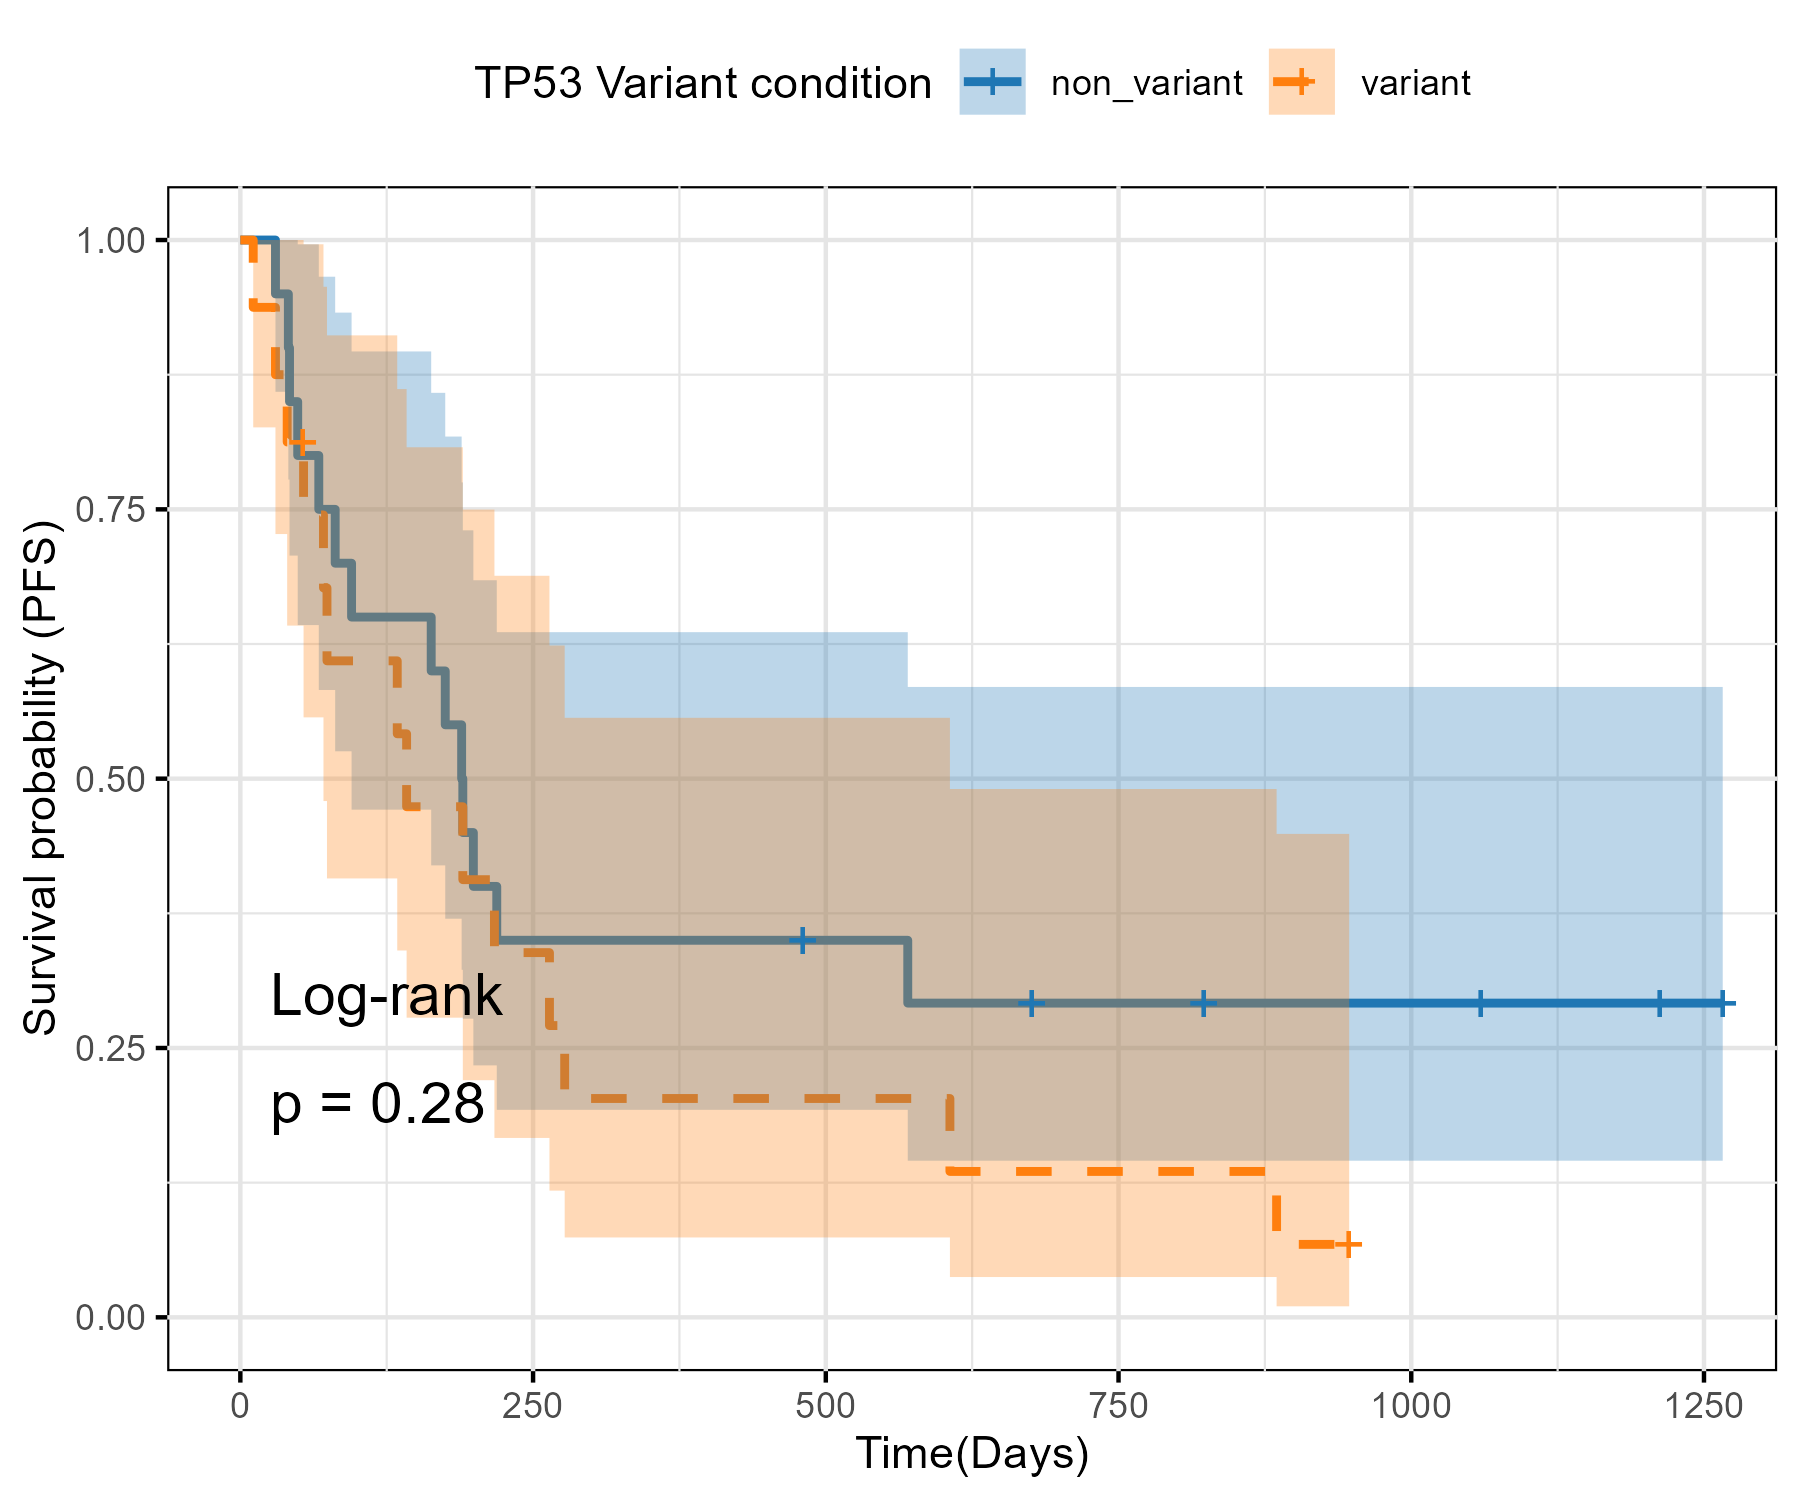 TP53 Variant condition non_variant variant
Survival probability (PFS)
1.00
0.75
0.50
0.25
0.00
Log-rank
p = 0.28
0 250 500 750 1000 1250
Time(Days)